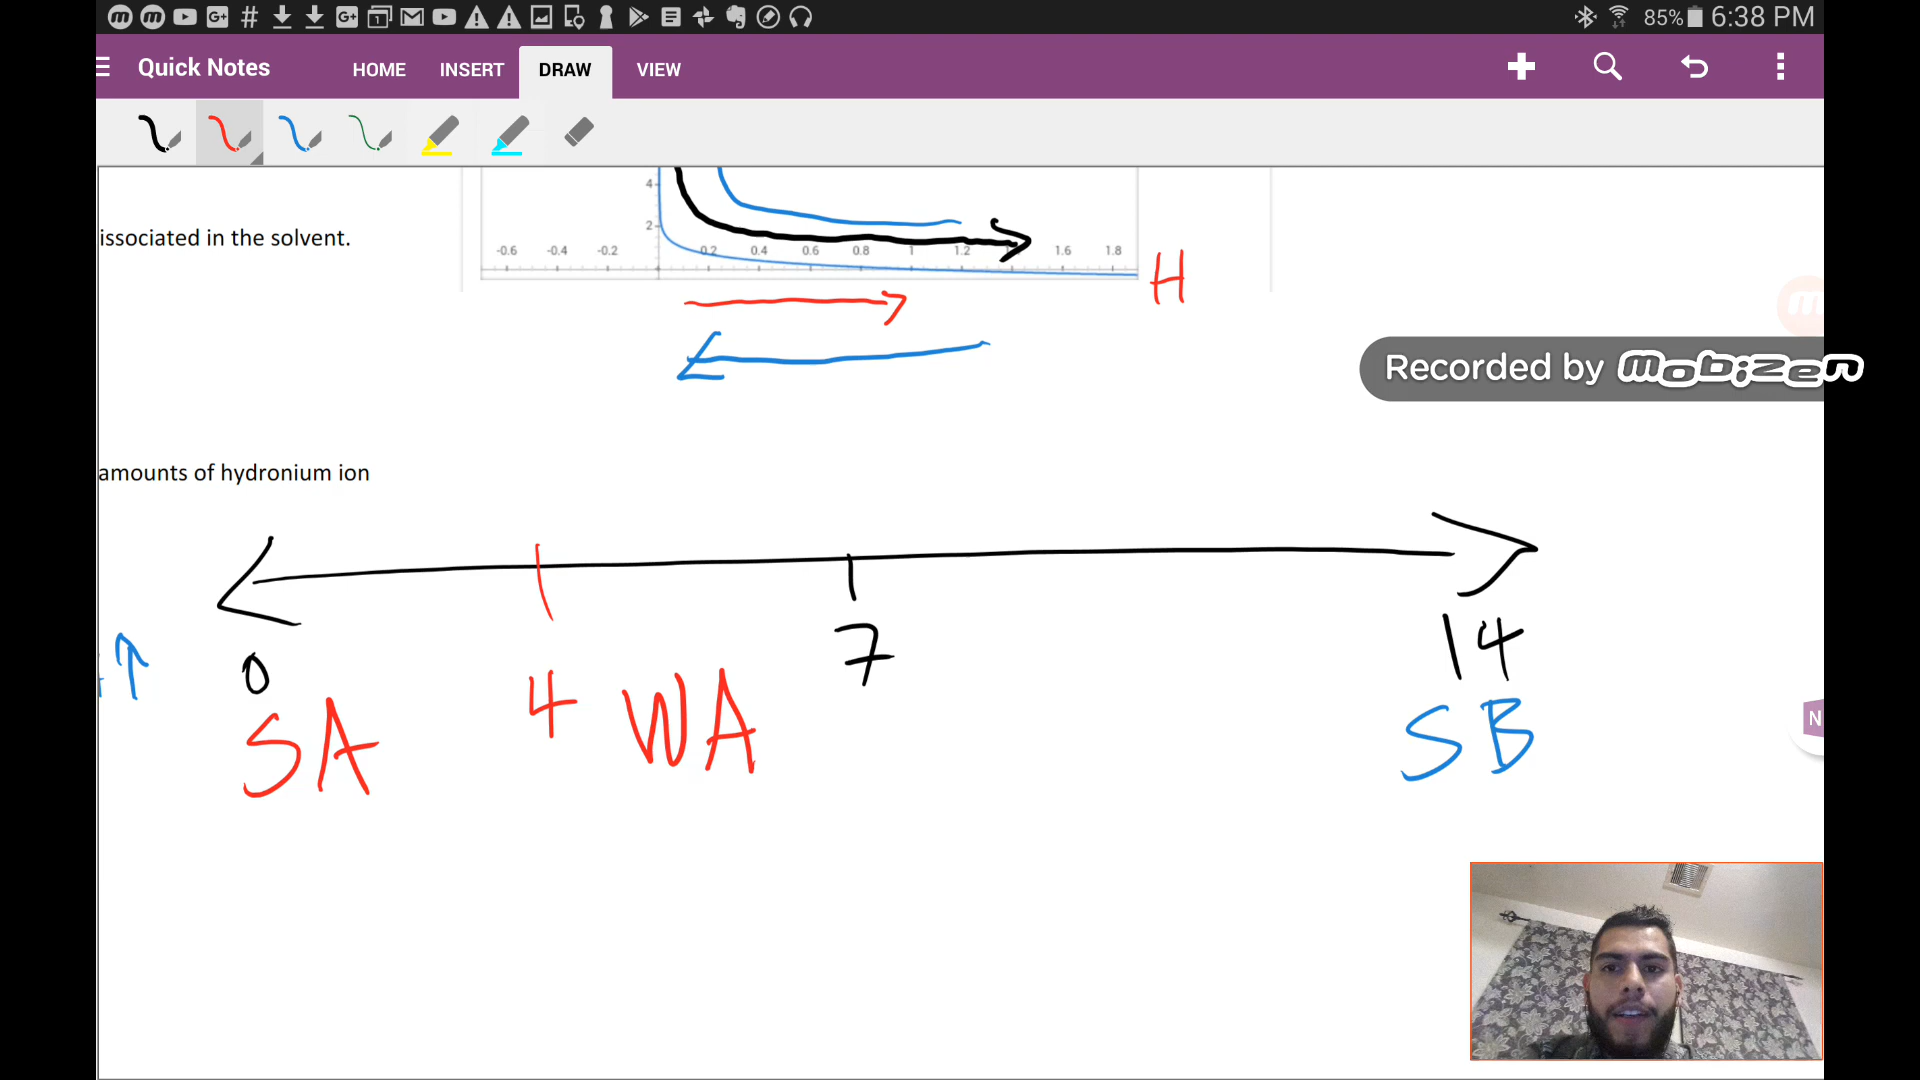 85% 6:38 PM
Quick Notes HOME INSERT DRAW VIEW
4
2
issociated in the solvent.
-0.6 -0.4 -0.2 0.2 0.4 0.6 0.8 1 1.2 1.6 1.8
H
Recorded by mobizen
amounts of hydronium ion
0 4 7 14
SA WA SB
N